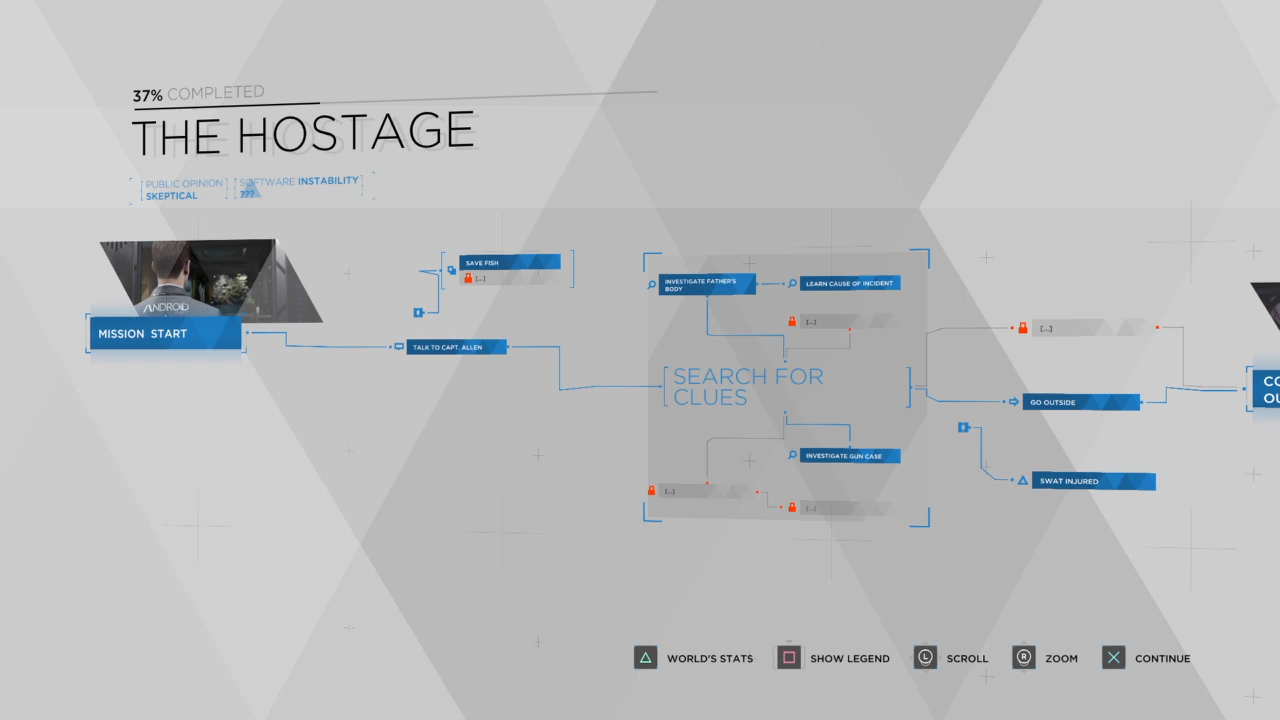 37% COMPLETED
THE HOSTAGE
PUBLIC OPINION
SKEPTICAL
SOFTWARE INSTABILITY
???
ANDROID
MISSION START
SAVE FISH
[...]
TALK TO CAPT. ALLEN
INVESTIGATE FATHER'S
BODY
LEARN CAUSE OF INCIDENT
[...]
SEARCH FOR
CLUES
INVESTIGATE GUN CASE
[...]
[...]
[...]
GO OUTSIDE
SWAT INJURED
CO
OU
WORLD'S STATS
SHOW LEGEND
L
SCROLL
R
ZOOM
CONTINUE